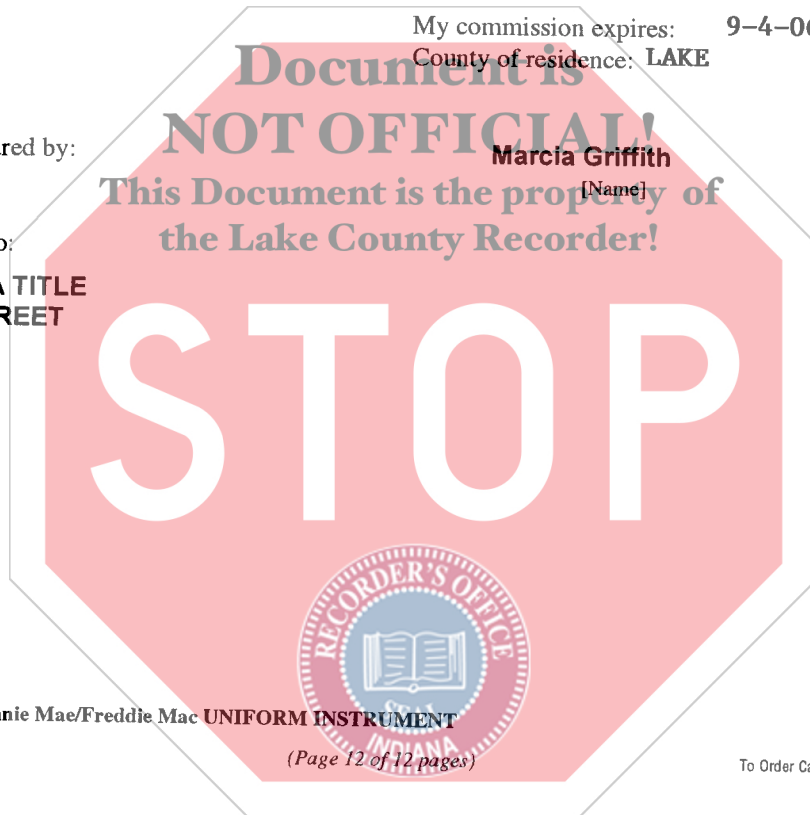 My commission expires: 9–4–06
County of residence: LAKE
Document is
NOT OFFICIAL!
This Document is the property of
the Lake County Recorder!
red by:
Marcia Griffith
[Name]
TITLE
REET
STOP
RECORDER'S OFFICE
SEAL
INDIANA
nie Mae/Freddie Mac UNIFORM INSTRUMENT
(Page 12 of 12 pages)
To Order Ca